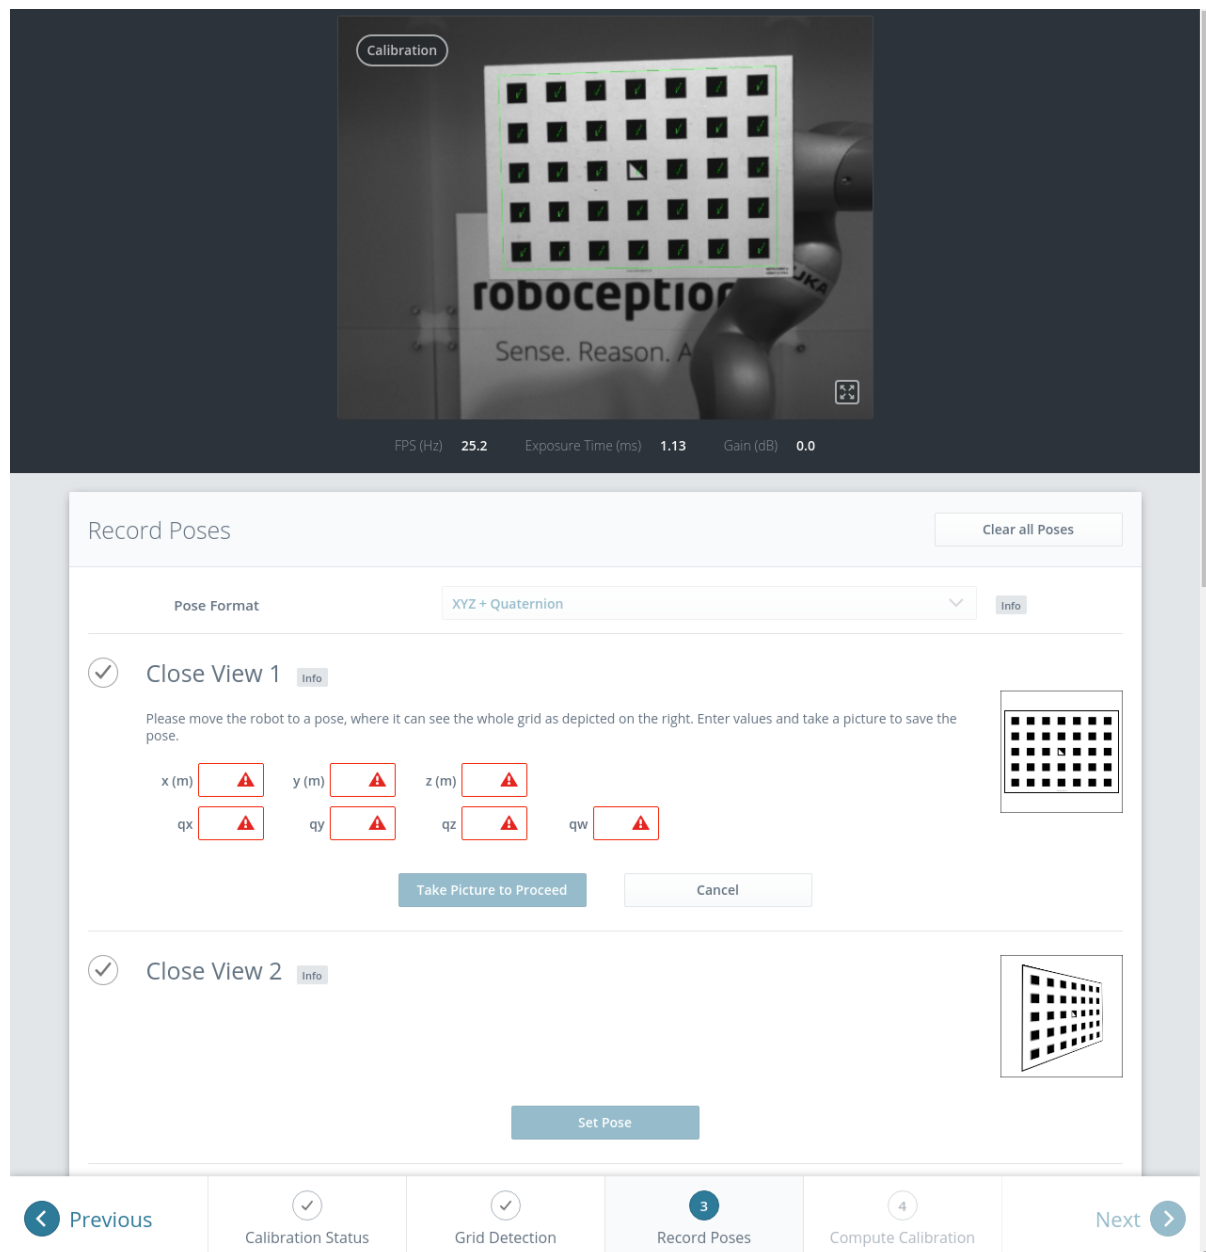 Calibration
KUKA
roboception
Sense. Reason. A
FPS (Hz) 25.2 Exposure Time (ms) 1.13 Gain (dB) 0.0
Record Poses
Clear all Poses
Pose Format
XYZ + Quaternion
Info
Close View 1 Info
Please move the robot to a pose, where it can see the whole grid as depicted on the right. Enter values and take a picture to save the
pose.
x (m) y (m) z (m)
qx qy qz qw
Take Picture to Proceed Cancel
Close View 2 Info
Set Pose
Previous
Calibration Status
Grid Detection
3
Record Poses
4
Compute Calibration
Next